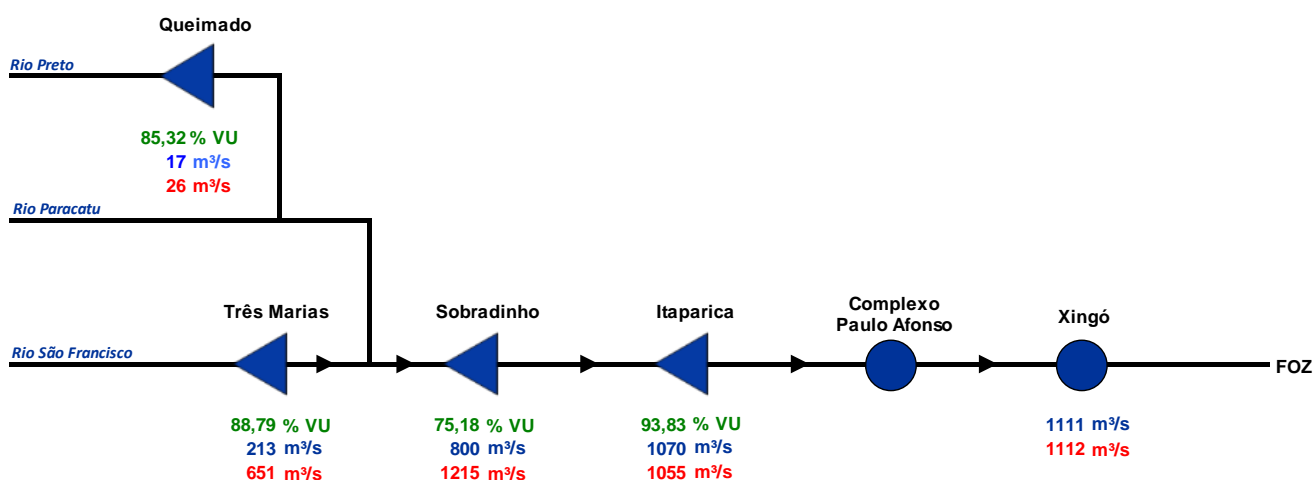 Queimado
Rio Preto
85,32 % VU
17 m³/s
26 m³/s
Rio Paracatu
Três Marias
Sobradinho
Itaparica
Complexo
Paulo Afonso
Xingó
Rio São Francisco
FOZ
88,79 % VU
213 m³/s
651 m³/s
75,18 % VU
800 m³/s
1215 m³/s
93,83 % VU
1070 m³/s
1055 m³/s
1111 m³/s
1112 m³/s